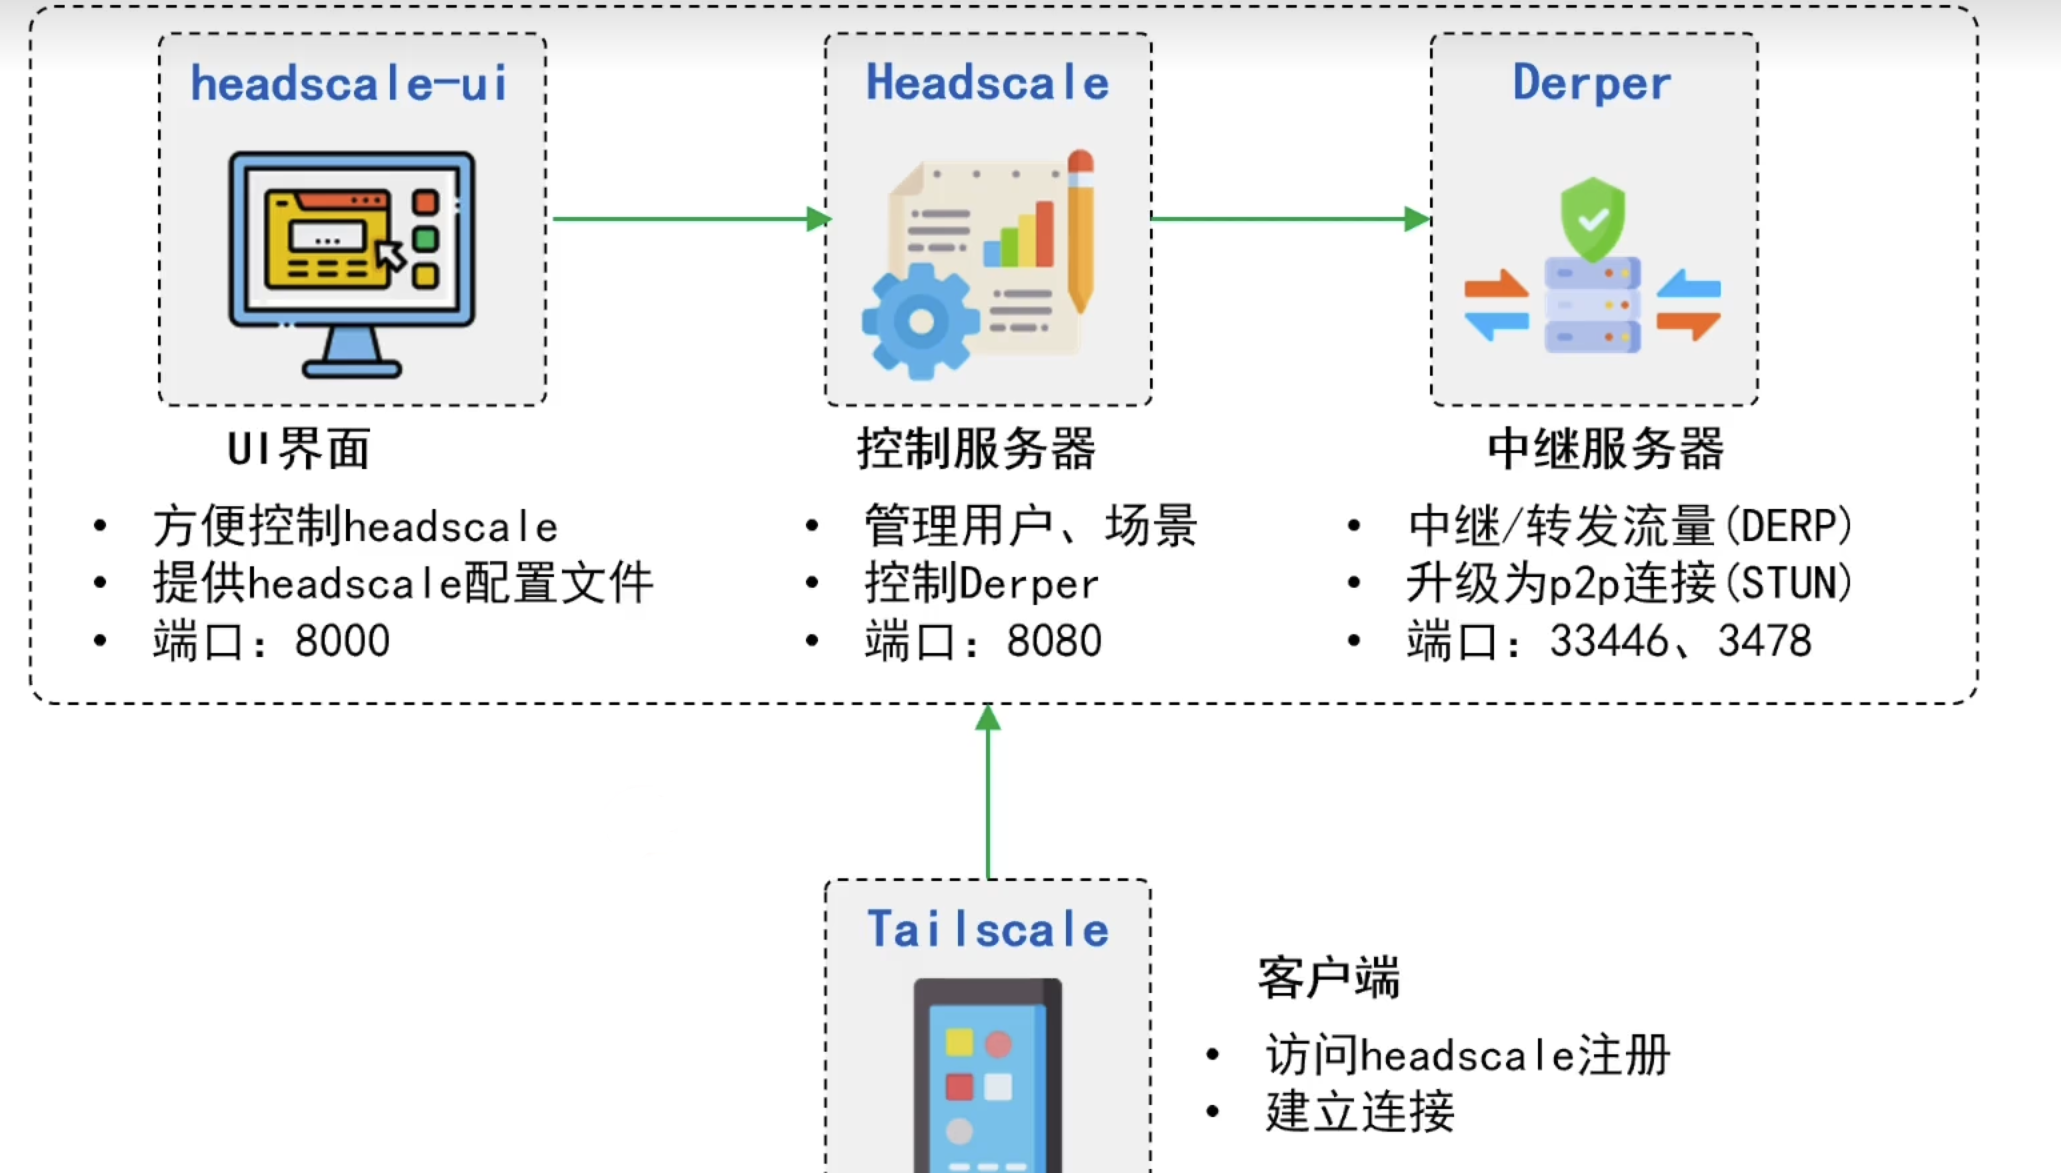 headscale-ui
Headscale
Derper
UI界面
• 方便控制headscale
• 提供headscale配置文件
• 端口：8000
控制服务器
• 管理用户、场景
• 控制Derper
• 端口：8080
中继服务器
• 中继/转发流量(DERP)
• 升级为p2p连接(STUN)
• 端口：33446、3478
Tailscale
客户端
• 访问headscale注册
• 建立连接